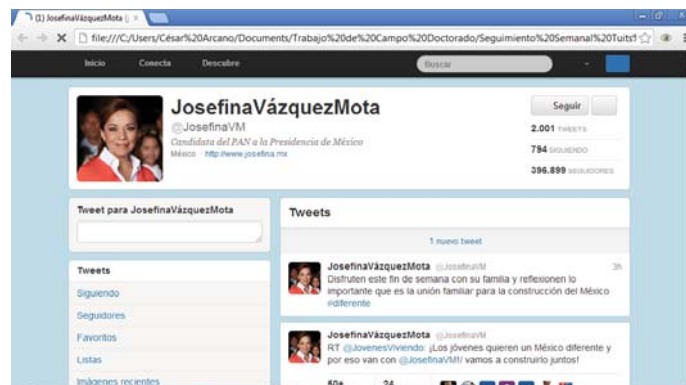 (1) JosefinaVázquezMota (
file:///C:/Users/César%20Arcano/Documents/Trabajo%20de%20Campo%20Doctorado/Seguimiento%20Semanal%20Tuits
Inicio Conecta Descubre Buscar
JosefinaVázquezMota
@JosefinaVM
Candidata del PAN a la Presidencia de México
México · http://www.josefina.mx
Seguir
2.001 TWEETS
794 SIGUIENDO
396.899 SEGUIDORES
Tweet para JosefinaVázquezMota
Tweets
Siguiendo
Seguidores
Favoritos
Listas
Imágenes recientes
Tweets
1 nuevo tweet
JosefinaVázquezMota @JosefinaVM 3h
Disfruten este fin de semana con su familia y reflexionen lo
importante que es la unión familiar para la construcción del México
#diferente
JosefinaVázquezMota @JosefinaVM
RT @JovenesViviendo: ¡Los jóvenes quieren un México diferente y
por eso van con @JosefinaVM!/ vamos a construirlo juntos!
50+ 24